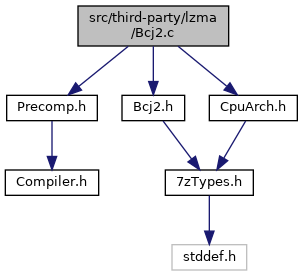 src/third-party/lzma
/Bcj2.c
Precomp.h
Bcj2.h
CpuArch.h
Compiler.h
7zTypes.h
stddef.h